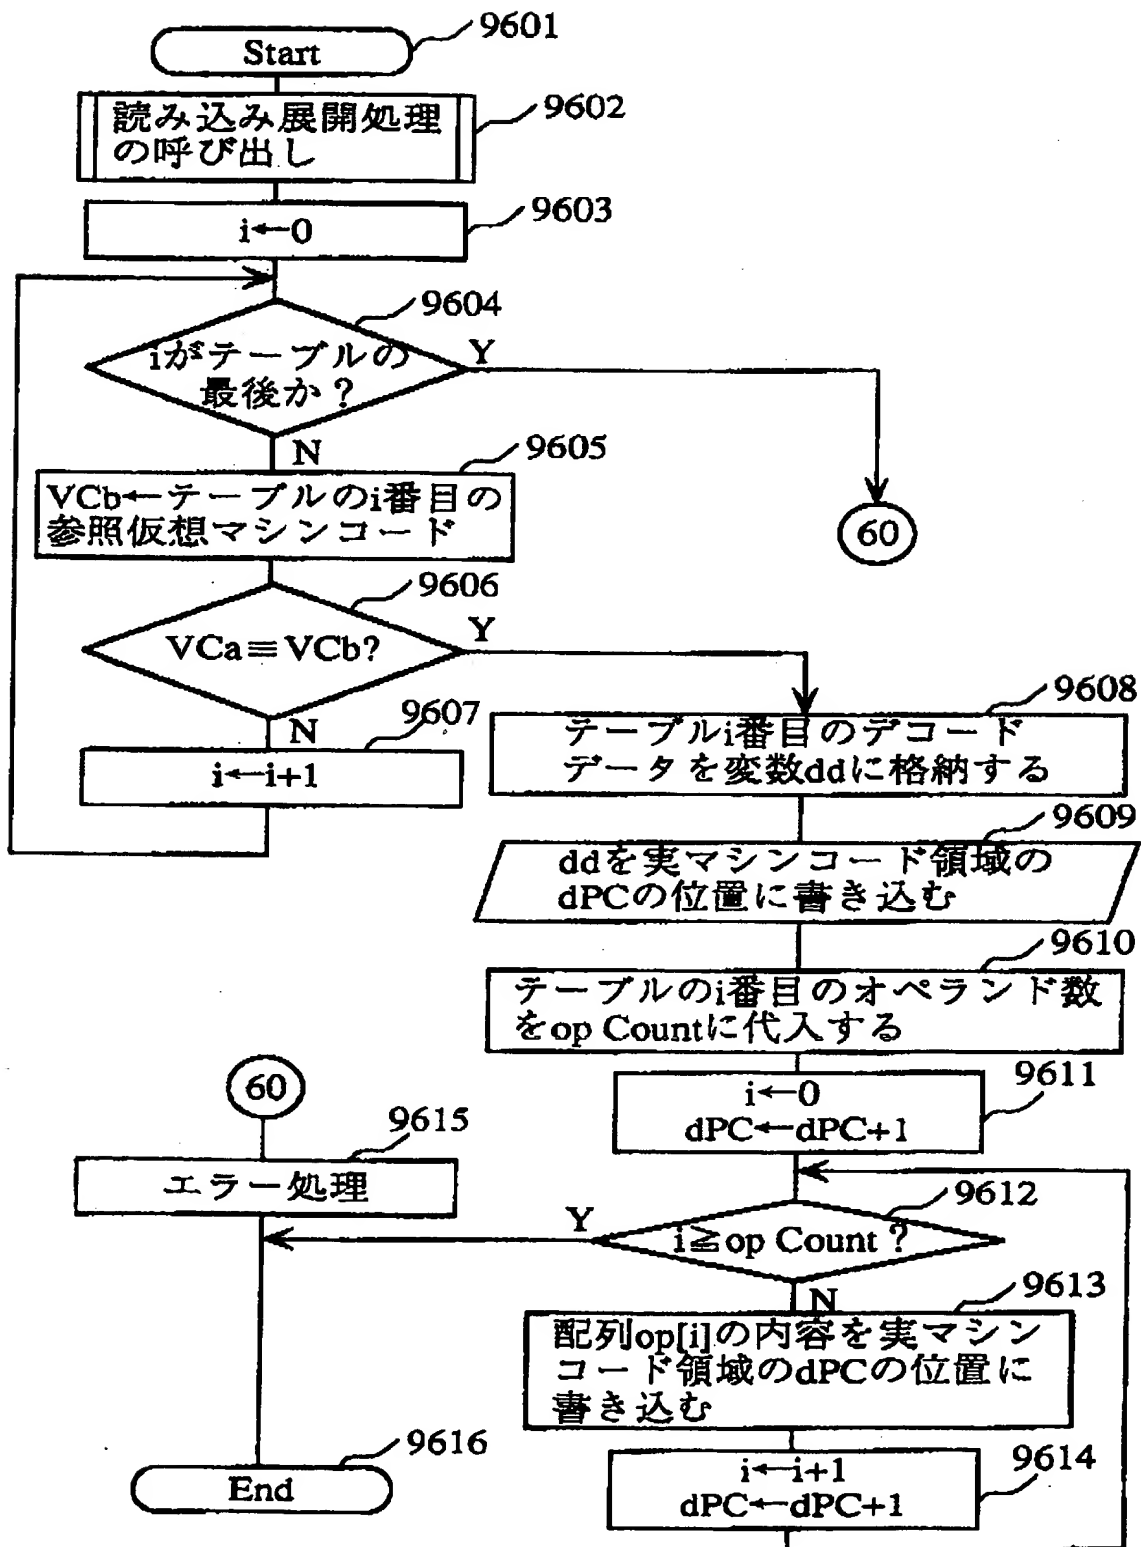 9601
Start
9602
読み込み展開処理
の呼び出し
9603
i←0
9604
iがテーブルの
最後か？
Y
N
9605
VCb←テーブルのi番目の
参照仮想マシンコード
60
9606
VCa≡VCb?
Y
N
9607
i←i+1
9608
テーブルi番目のデコード
データを変数ddに格納する
9609
ddを実マシンコード領域の
dPCの位置に書き込む
9610
テーブルのi番目のオペランド数
をop Countに代入する
9611
i←0
dPC←dPC+1
60
9615
エラー処理
9612
i≧op Count？
Y
N
9613
配列op[i]の内容を実マシン
コード領域のdPCの位置に
書き込む
9614
i←i+1
dPC←dPC+1
9616
End